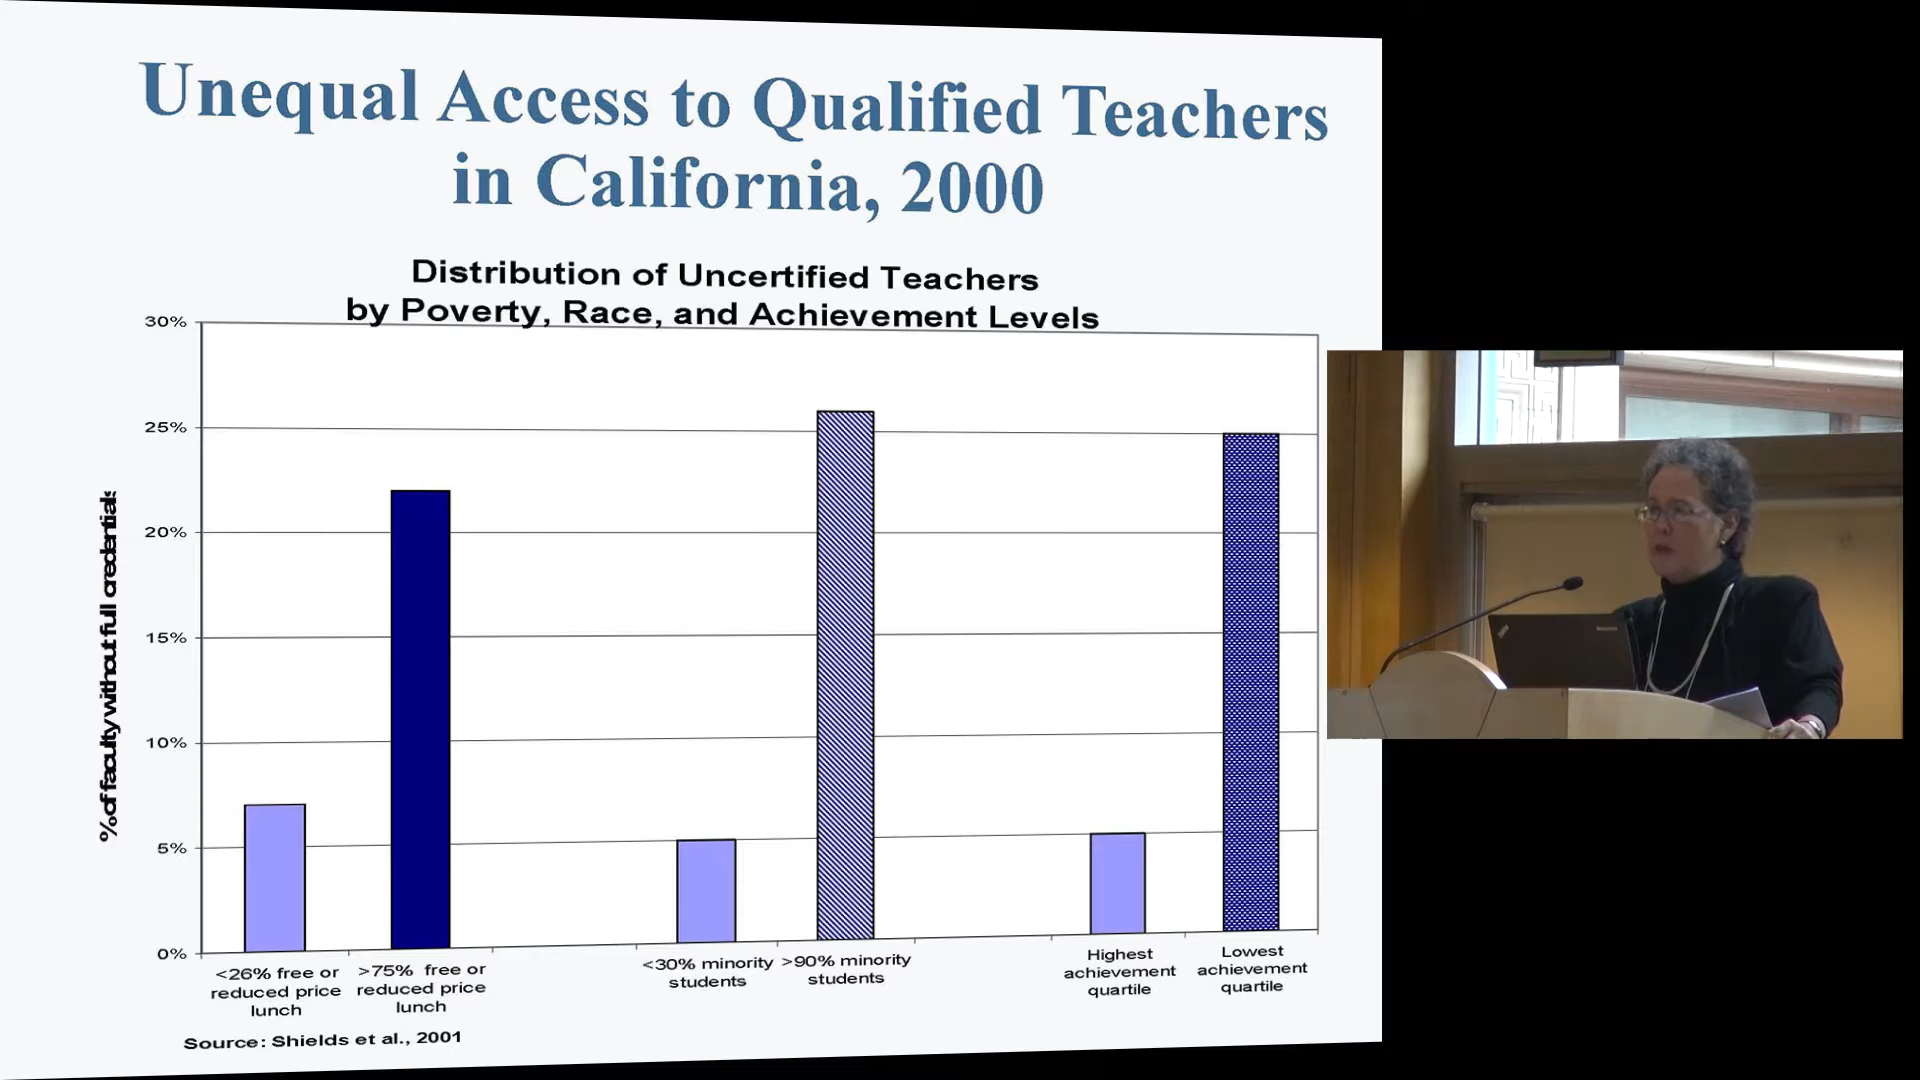 Unequal Access to Qualified Teachers
in California, 2000
Distribution of Uncertified Teachers
by Poverty, Race, and Achievement Levels
30%
25%
20%
15%
10%
5%
0%
% of faculty without full credentials
<26% free or
reduced price
lunch
>75% free or
reduced price
lunch
<30% minority
students
>90% minority
students
Highest
achievement
quartile
Lowest
achievement
quartile
Source: Shields et al., 2001